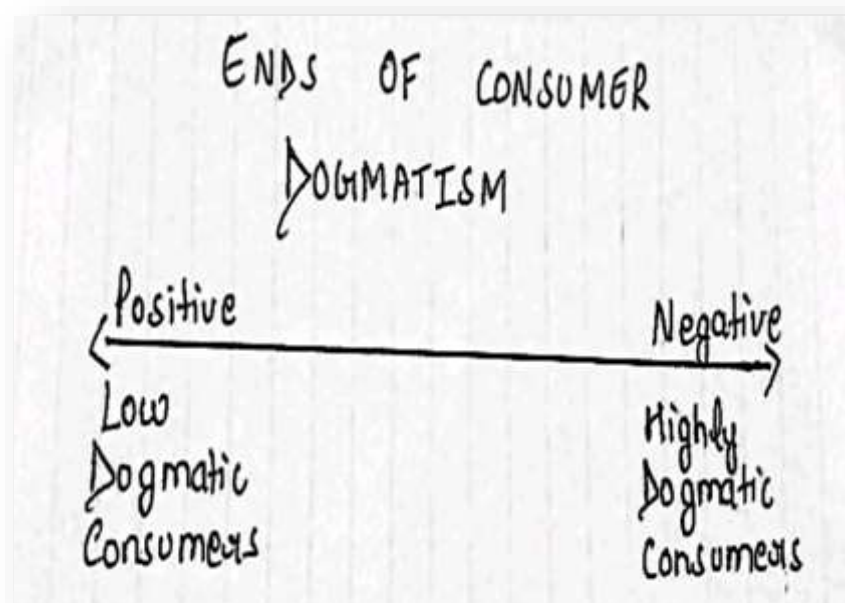 ENDS OF CONSUMER
DOGMATISM
Positive
Negative
Low
Dogmatic
Consumers
Highly
Dogmatic
Consumers